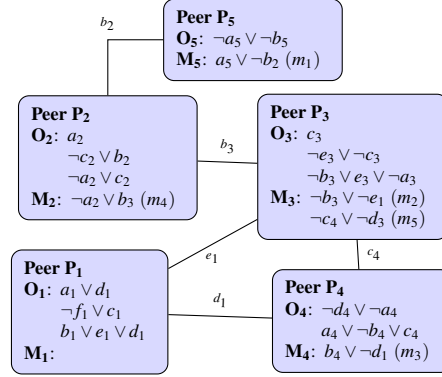 b₂
Peer P₅
O₅: ¬a₅ ∨ ¬b₅
M₅: a₅ ∨ ¬b₂ (m₁)
Peer P₂
O₂: a₂
¬c₂ ∨ b₂
¬a₂ ∨ c₂
M₂: ¬a₂ ∨ b₃ (m₄)
b₃
Peer P₃
O₃: c₃
¬e₃ ∨ ¬c₃
¬b₃ ∨ e₃ ∨ ¬a₃
M₃: ¬b₃ ∨ ¬e₁ (m₂)
¬c₄ ∨ ¬d₃ (m₅)
e₁
c₄
Peer P₁
O₁: a₁ ∨ d₁
¬f₁ ∨ c₁
b₁ ∨ e₁ ∨ d₁
M₁:
d₁
Peer P₄
O₄: ¬d₄ ∨ ¬a₄
a₄ ∨ ¬b₄ ∨ c₄
M₄: b₄ ∨ ¬d₁ (m₃)